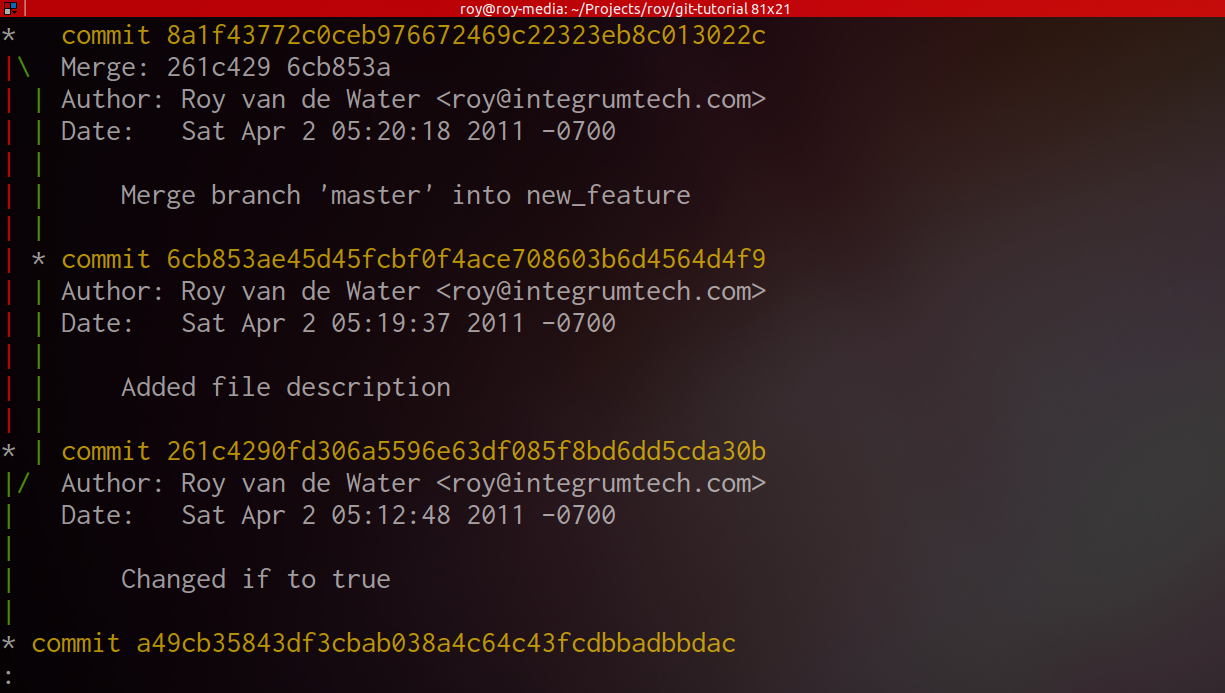 roy@roy-media: ~/Projects/roy/git-tutorial 81x21
*   commit 8a1f43772c0ceb976672469c22323eb8c013022c
|\  Merge: 261c429 6cb853a
| | Author: Roy van de Water <roy@integrumtech.com>
| | Date:   Sat Apr 2 05:20:18 2011 -0700
| |
| |     Merge branch 'master' into new_feature
| |
| * commit 6cb853ae45d45fcbf0f4ace708603b6d4564d4f9
| | Author: Roy van de Water <roy@integrumtech.com>
| | Date:   Sat Apr 2 05:19:37 2011 -0700
| |
| |     Added file description
| |
* | commit 261c4290fd306a5596e63df085f8bd6dd5cda30b
|/  Author: Roy van de Water <roy@integrumtech.com>
|   Date:   Sat Apr 2 05:12:48 2011 -0700
|
|       Changed if to true
|
* commit a49cb35843df3cbab038a4c64c43fcdbbadbbdac
: